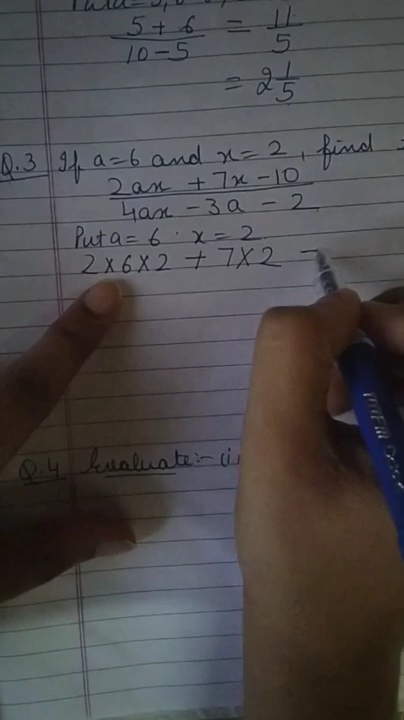 5 + 6 = 11
10 - 5 5
= 2 1/5
Q.3 If a = 6 and x = 2, find
2ax + 7x - 10
4ax - 3a - 2
Put a = 6 . x = 2
2 × 6 × 2 + 7 × 2 -
Q.4 Evaluate:- (i)